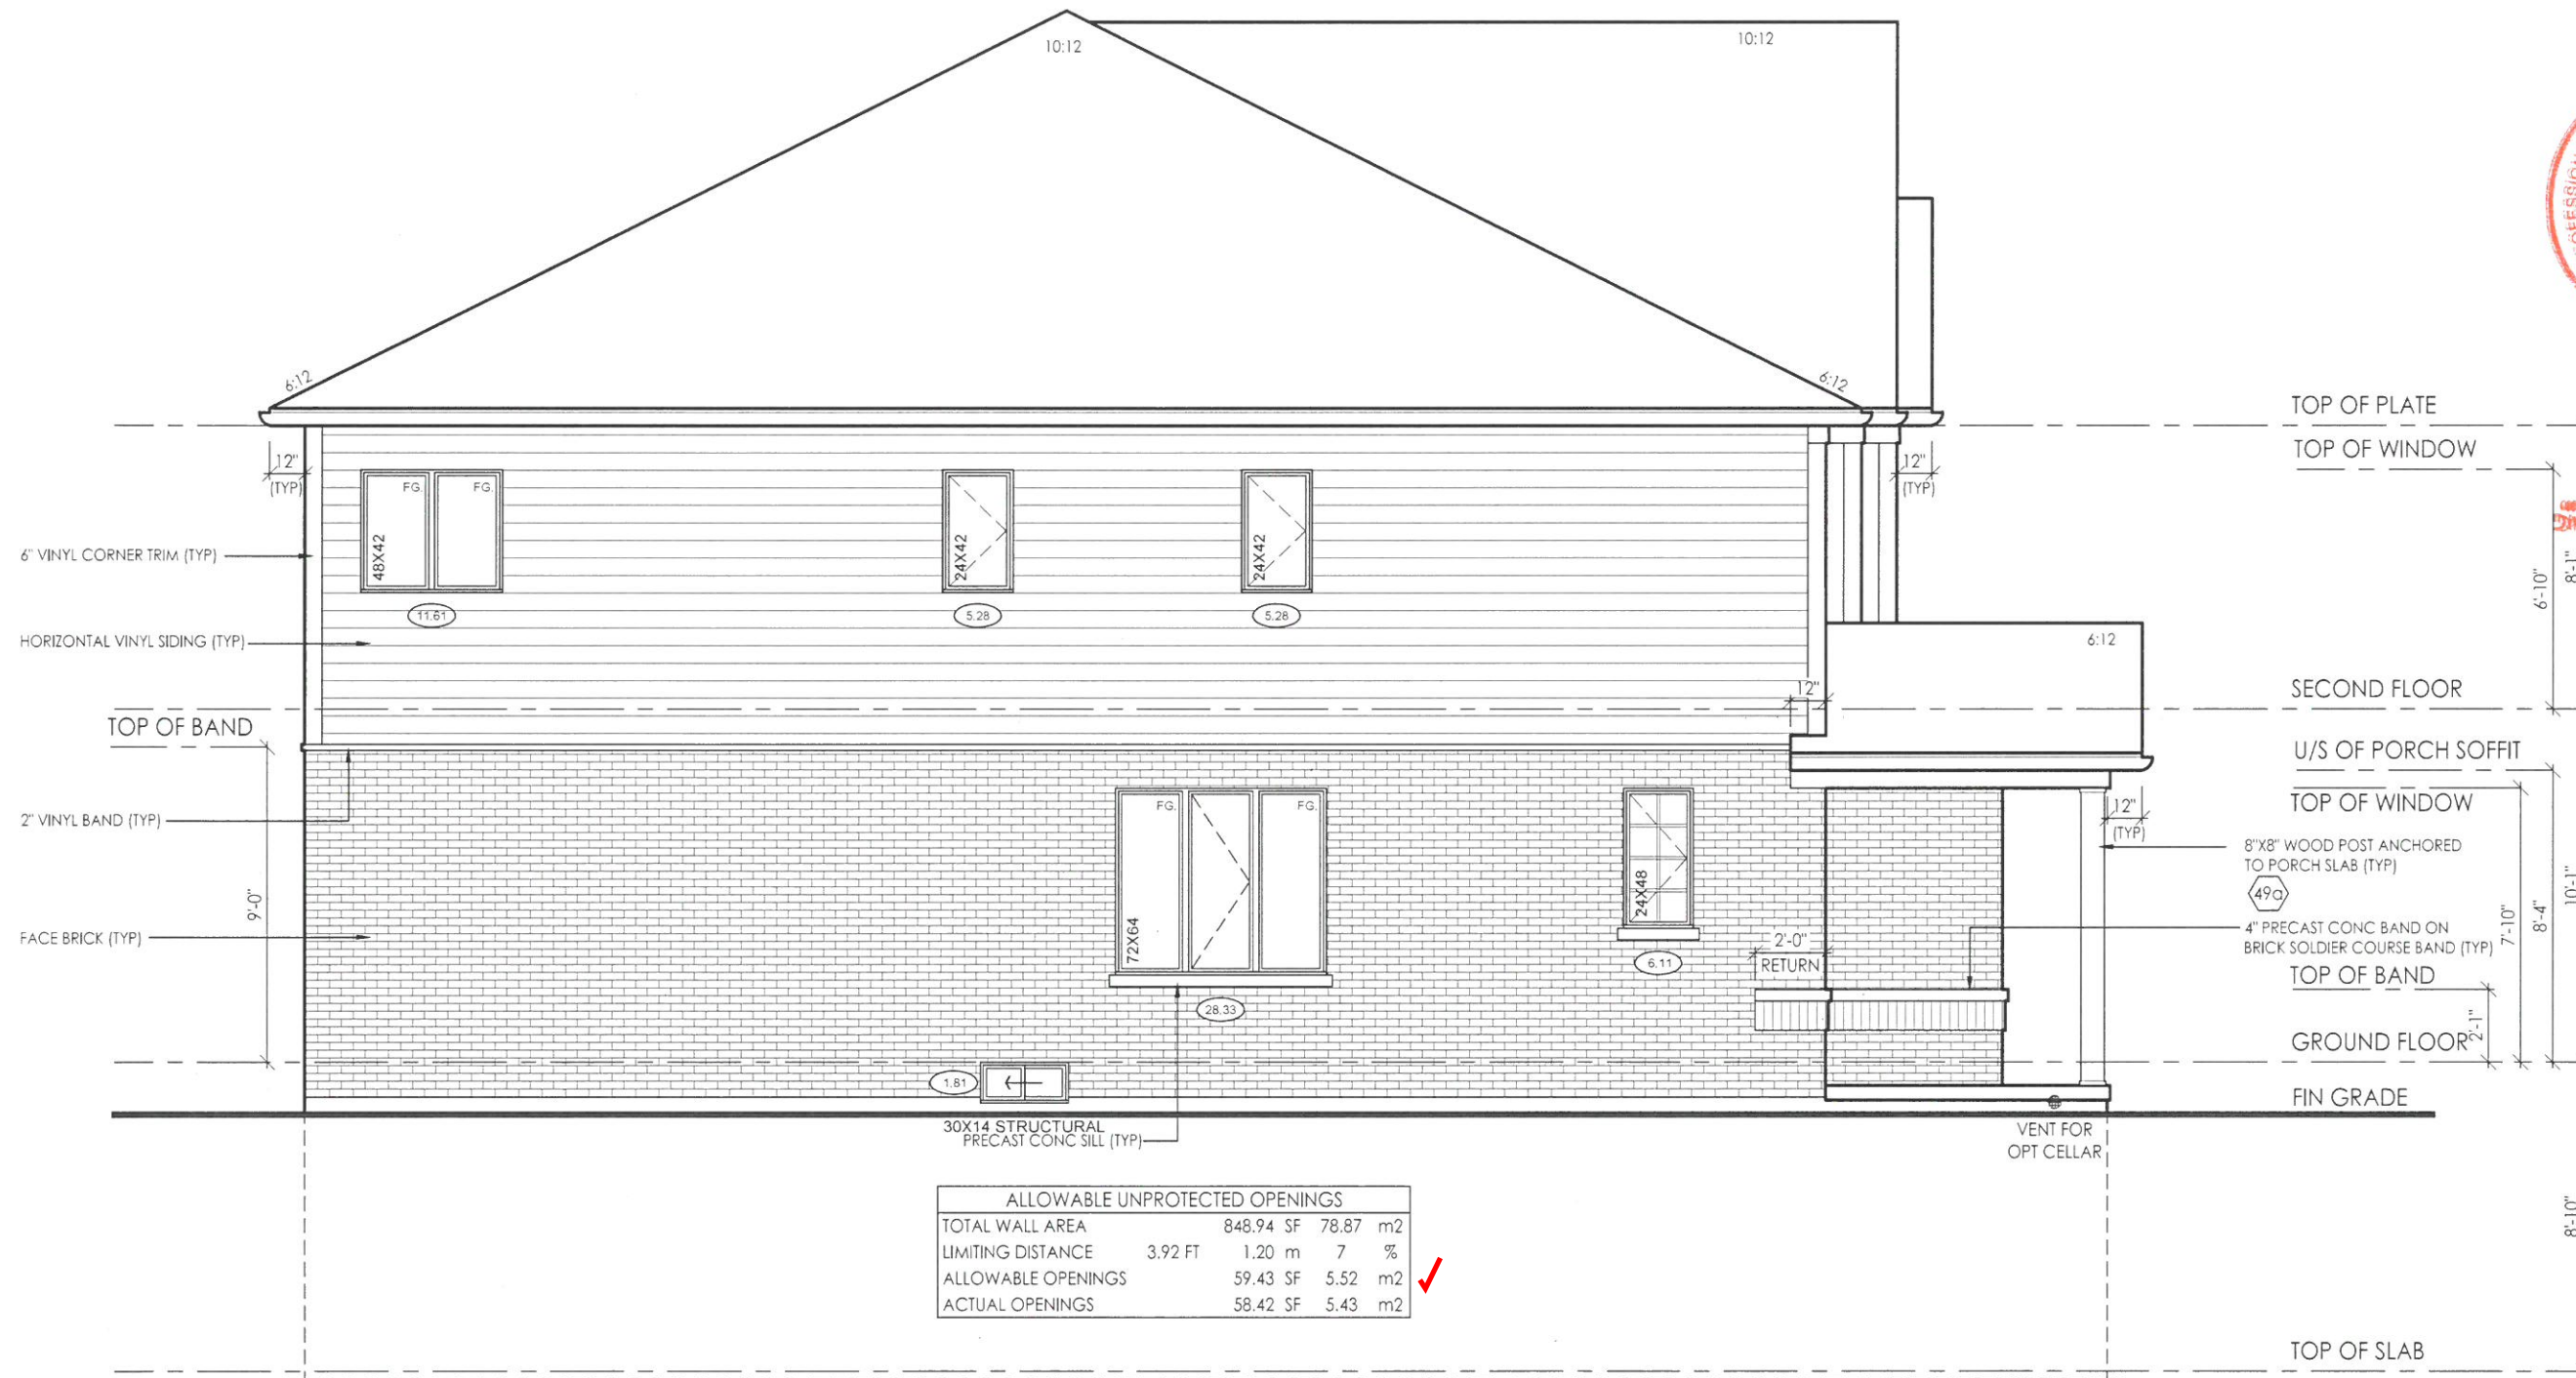 10:12
10:12
6:12
6:12
TOP OF PLATE
TOP OF WINDOW
12"
(TYP)
12"
(TYP)
FG.
FG.
48X42
24X42
24X42
6" VINYL CORNER TRIM (TYP)
8'-1"
6'-10"
11.61
5.28
5.28
HORIZONTAL VINYL SIDING (TYP)
6:12
12"
SECOND FLOOR
TOP OF BAND
U/S OF PORCH SOFFIT
TOP OF WINDOW
FG.
FG.
12"
(TYP)
2" VINYL BAND (TYP)
8"X8" WOOD POST ANCHORED
TO PORCH SLAB (TYP)
49a
9'-0"
72X64
24X48
10'-1"
8'-4"
7'-10"
4" PRECAST CONC BAND ON
BRICK SOLDIER COURSE BAND (TYP)
FACE BRICK (TYP)
2'-0"
RETURN
6.11
TOP OF BAND
28.33
2'-1"
GROUND FLOOR
1.81
FIN GRADE
30X14 STRUCTURAL
PRECAST CONC SILL (TYP)
VENT FOR
OPT CELLAR
ALLOWABLE UNPROTECTED OPENINGS
TOTAL WALL AREA 848.94 SF 78.87 m2
LIMITING DISTANCE 3.92 FT 1.20 m 7 %
ALLOWABLE OPENINGS 59.43 SF 5.52 m2
ACTUAL OPENINGS 58.42 SF 5.43 m2
8'-10"
TOP OF SLAB